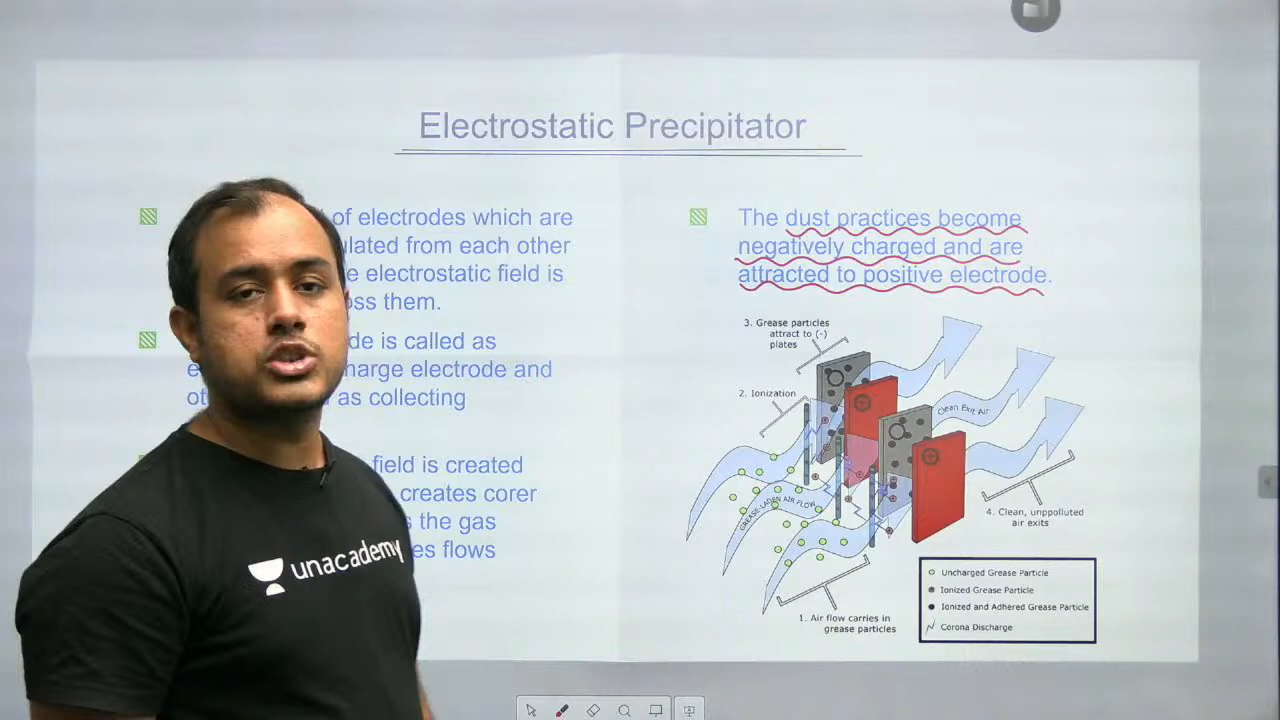 Electrostatic Precipitator
of electrodes which are
ulated from each other
e electrostatic field is
oss them.
de is called as
harge electrode and
as collecting
field is created
creates corer
s the gas
es flows
The dust practices become
negatively charged and are
attracted to positive electrode.
3. Grease particles
attract to (-)
plates
2. Ionization
Clean Exit Air
GREASE-LADEN AIR FLOW
4. Clean, unppolluted
air exits
1. Air flow carries in
grease particles
Uncharged Grease Particle
Ionized Grease Particle
Ionized and Adhered Grease Particle
Corona Discharge
unacademy